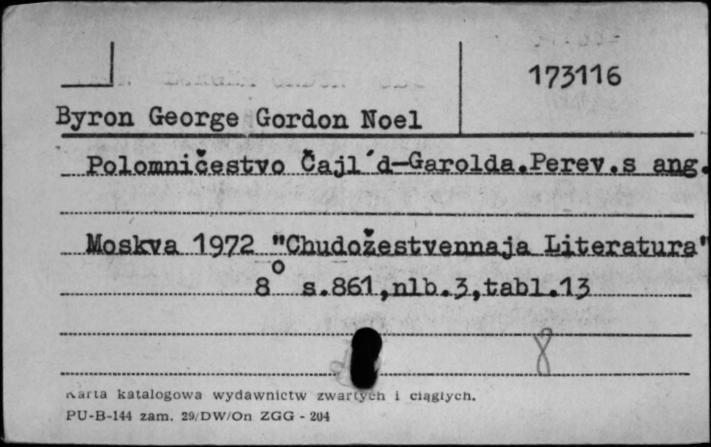 173116
Byron George Gordon Noel
Polomničestvo Čajl´d-Garolda.Perev.s ang.
Moskva 1972 "Chudožestvennaja Literatura"
8° s.861,nlb.3,tabl.13
8
Karta katalogowa wydawnictw zwartych i ciągłych.
PU-B-144 zam. 29/DW/On ZGG - 204